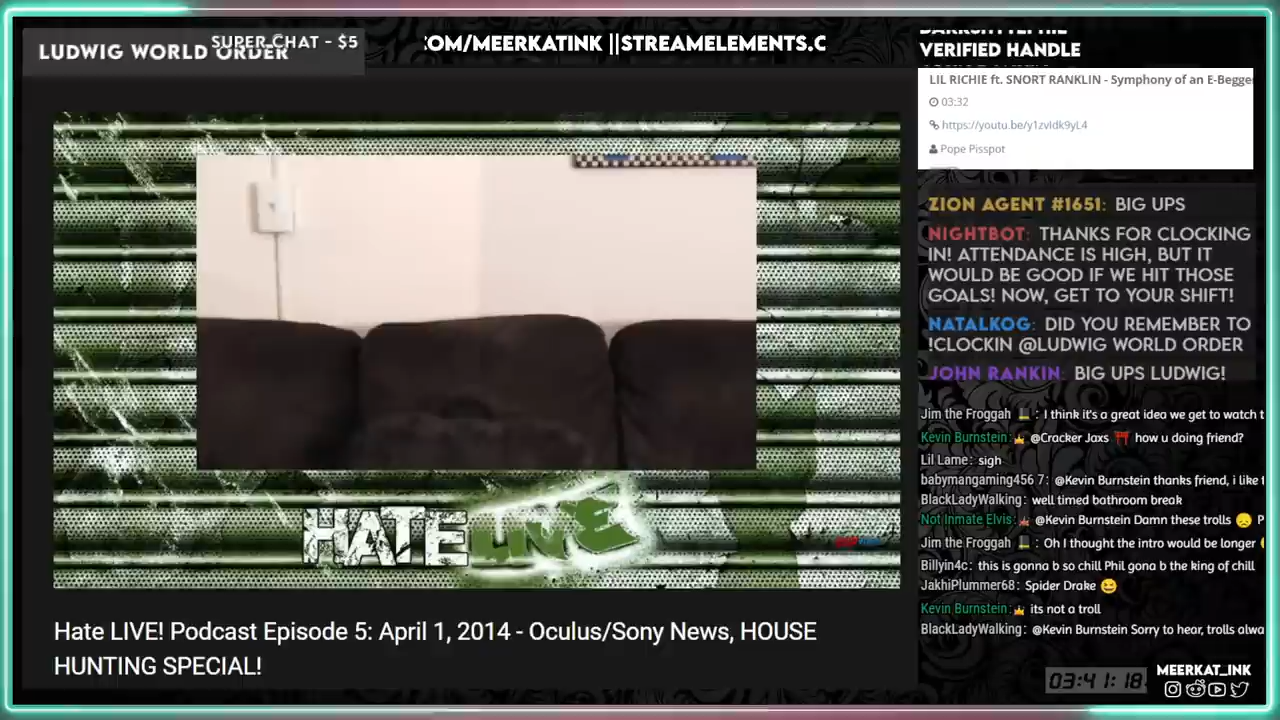 LUDWIG WORLD ORDER
SUPER CHAT - $5
:OM/MEERKATINK ||STREAMELEMENTS.C
VERIFIED HANDLE
LIL RICHIE ft. SNORT RANKLIN - Symphony of an E-Begge
03:32
https://youtu.be/y1zvIdk9yL4
Pope Pisspot
ZION AGENT #1651: BIG UPS
NIGHTBOT: THANKS FOR CLOCKING
IN! ATTENDANCE IS HIGH, BUT IT
WOULD BE GOOD IF WE HIT THOSE
GOALS! NOW, GET TO YOUR SHIFT!
NATALKOG: DID YOU REMEMBER TO
!CLOCKIN @LUDWIG WORLD ORDER
JOHN RANKIN: BIG UPS LUDWIG!
Jim the Froggah : I think it's a great idea we get to watch t
Kevin Burnstein: @Cracker Jaxs how u doing friend?
Lil Lame: sigh
babymangaming456 7: @Kevin Burnstein thanks friend, i like t
BlackLadyWalking: well timed bathroom break
Not Inmate Elvis: @Kevin Burnstein Damn these trolls P
Jim the Froggah : Oh I thought the intro would be longer
Billyin4c: this is gonna b so chill Phil gona b the king of chill
JakhiPlummer68: Spider Drake
Kevin Burnstein: its not a troll
BlackLadyWalking: @Kevin Burnstein Sorry to hear, trolls alwa
HATE LIVE
Hate LIVE! Podcast Episode 5: April 1, 2014 - Oculus/Sony News, HOUSE
HUNTING SPECIAL!
03:41:18
MEERKAT_INK